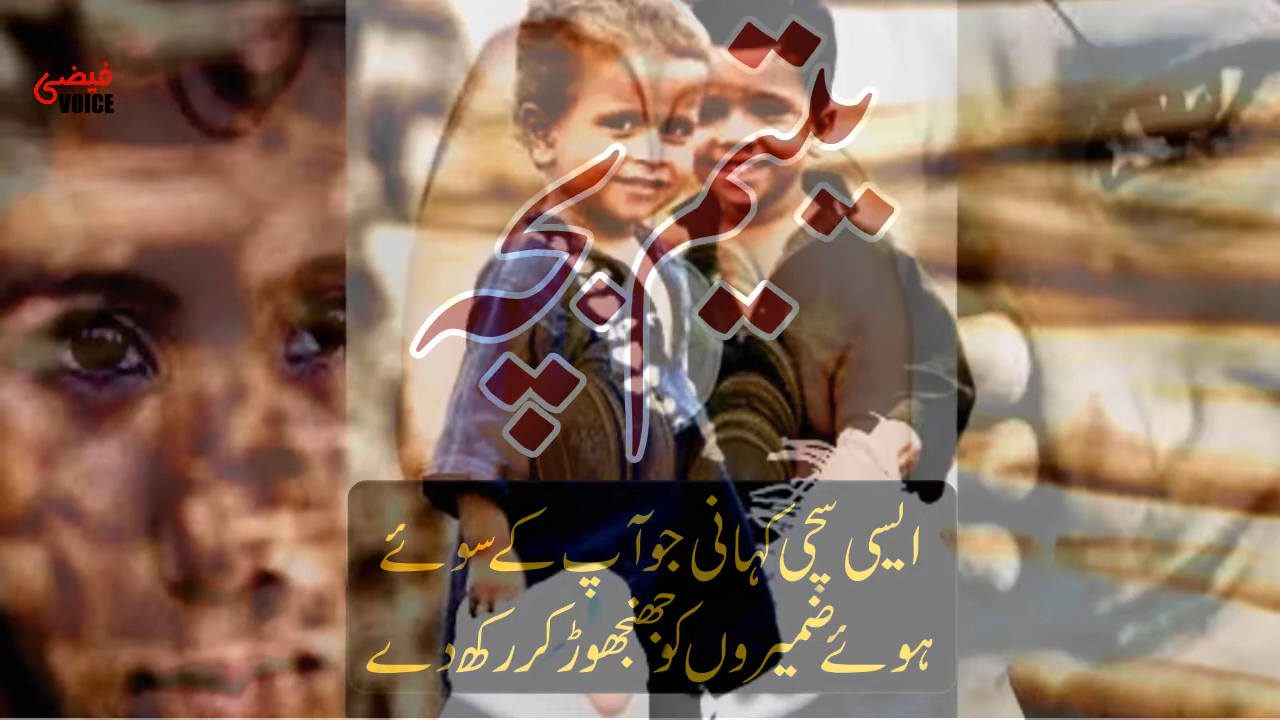 فیضی
VOICE
یتیم بچہ
ایسی سچی کہانی جو آپ کے سوئے
ہوئے ضمیروں کو جھنجھوڑ کر رکھ دے